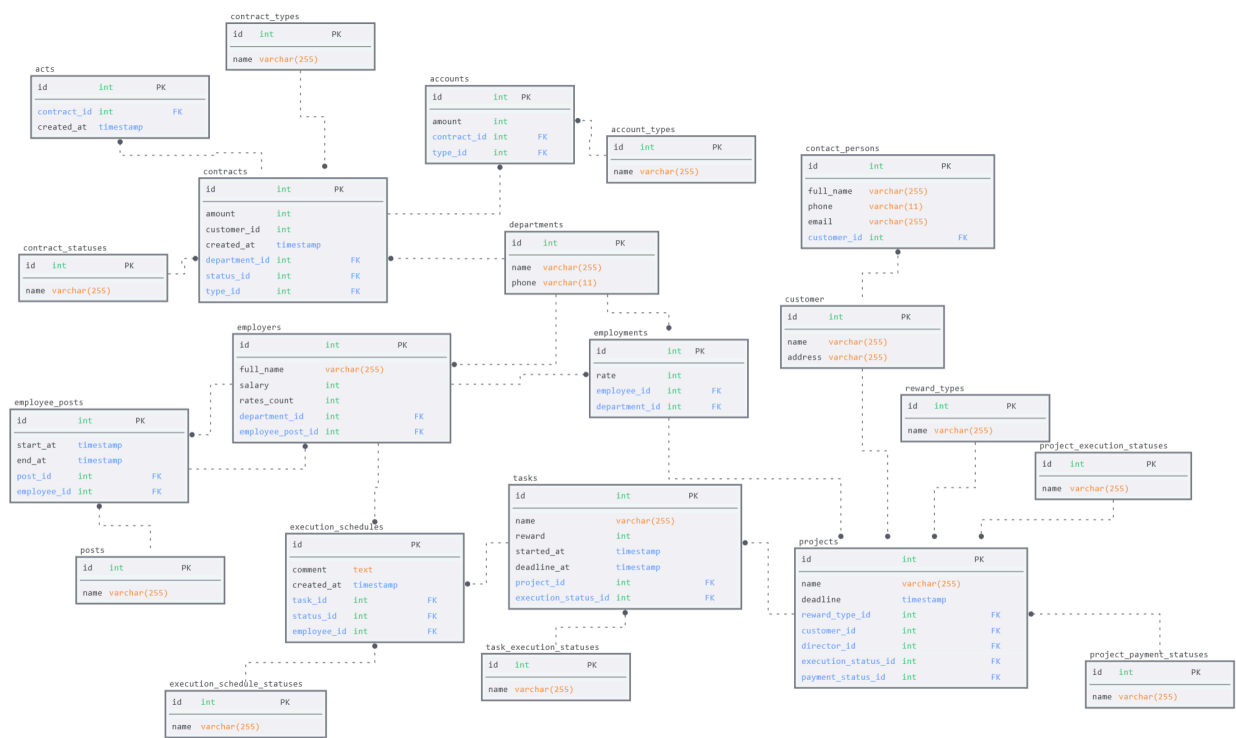 contract_types
id int PK
name varchar(255)
acts
id int PK
contract_id int FK
created_at timestamp
accounts
id int PK
amount int
contract_id int FK
type_id int FK
account_types
id int PK
name varchar(255)
contact_persons
id int PK
full_name varchar(255)
phone varchar(11)
email varchar(255)
customer_id int FK
contracts
id int PK
amount int
customer_id int
created_at timestamp
department_id int FK
status_id int FK
type_id int FK
departments
id int PK
name varchar(255)
phone varchar(11)
contract_statuses
id int PK
name varchar(255)
customer
id int PK
name varchar(255)
address varchar(255)
employers
id int PK
full_name varchar(255)
salary int
rates_count int
department_id int FK
employee_post_id int FK
employments
id int PK
rate int
employee_id int FK
department_id int FK
reward_types
id int PK
name varchar(255)
employee_posts
id int PK
start_at timestamp
end_at timestamp
post_id int FK
employee_id int FK
project_execution_statuses
id int PK
name varchar(255)
tasks
id int PK
name varchar(255)
reward int
started_at timestamp
deadline_at timestamp
project_id int FK
execution_status_id int FK
execution_schedules
id PK
comment text
created_at timestamp
task_id int FK
status_id int FK
employee_id int FK
posts
id int PK
name varchar(255)
projects
id int PK
name varchar(255)
deadline timestamp
reward_type_id int FK
customer_id int FK
director_id int FK
execution_status_id int FK
payment_status_id int FK
task_execution_statuses
id int PK
name varchar(255)
project_payment_statuses
id int PK
name varchar(255)
execution_schedule_statuses
id int PK
name varchar(255)